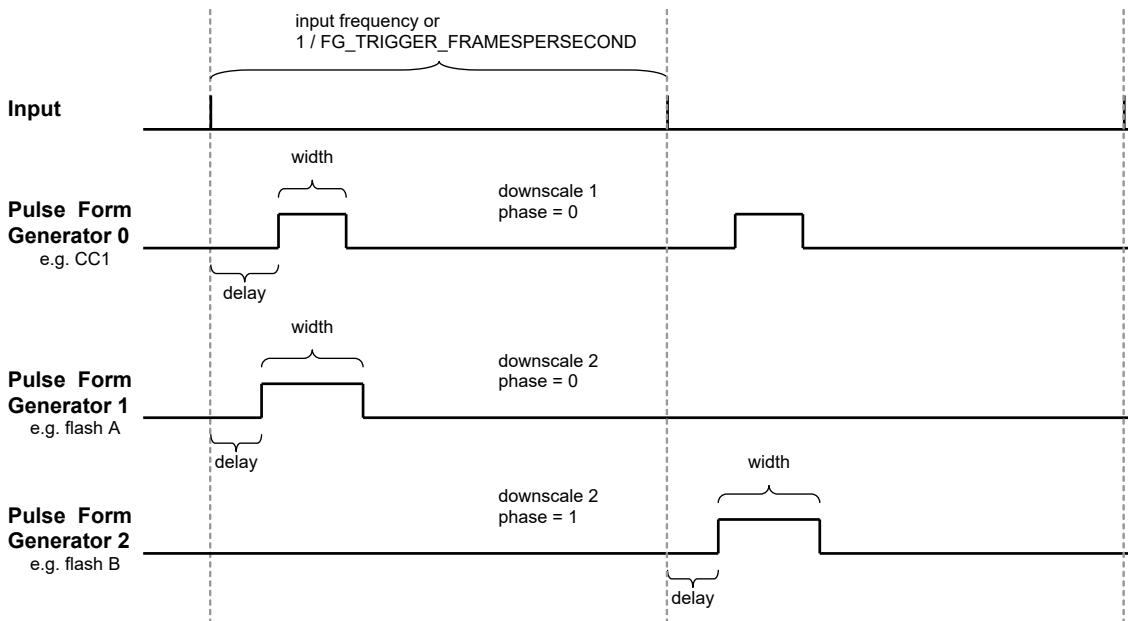 input frequency or
1 / FG_TRIGGER_FRAMESPERSECOND
Input
width
downscale 1
phase = 0
Pulse Form
Generator 0
e.g. CC1
delay
width
downscale 2
phase = 0
Pulse Form
Generator 1
e.g. flash A
delay
width
downscale 2
phase = 1
Pulse Form
Generator 2
e.g. flash B
delay